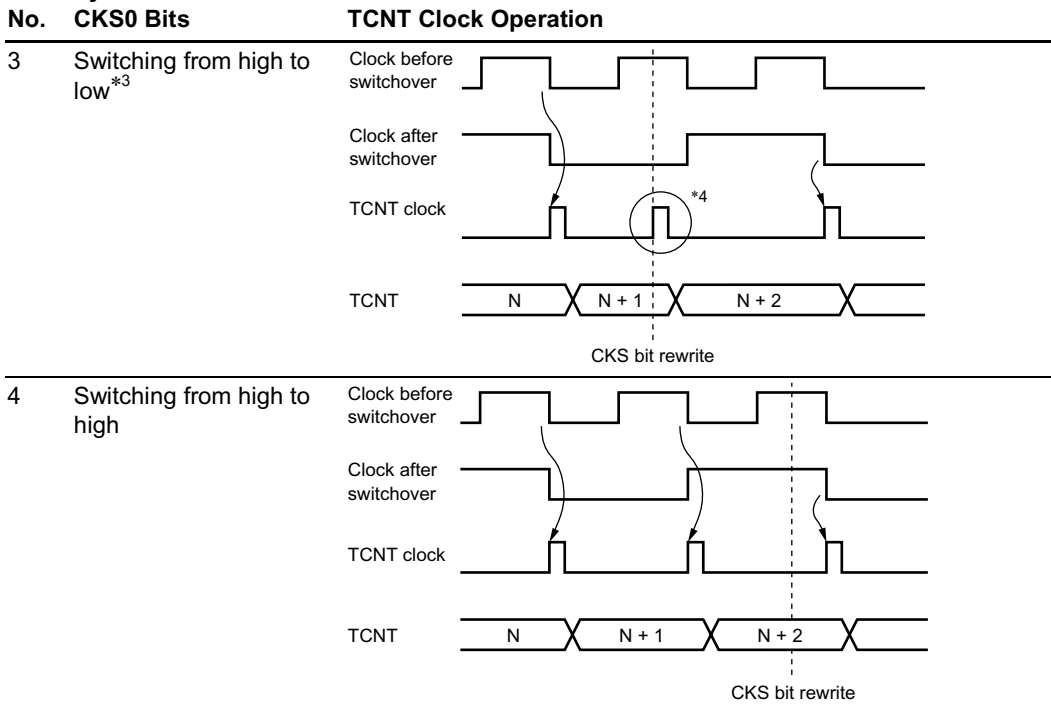 No. CKS0 Bits TCNT Clock Operation
3 Switching from high to low*3
Clock before switchover
Clock after switchover
TCNT clock *4
TCNT N N + 1 N + 2
CKS bit rewrite
4 Switching from high to high
Clock before switchover
Clock after switchover
TCNT clock
TCNT N N + 1 N + 2
CKS bit rewrite